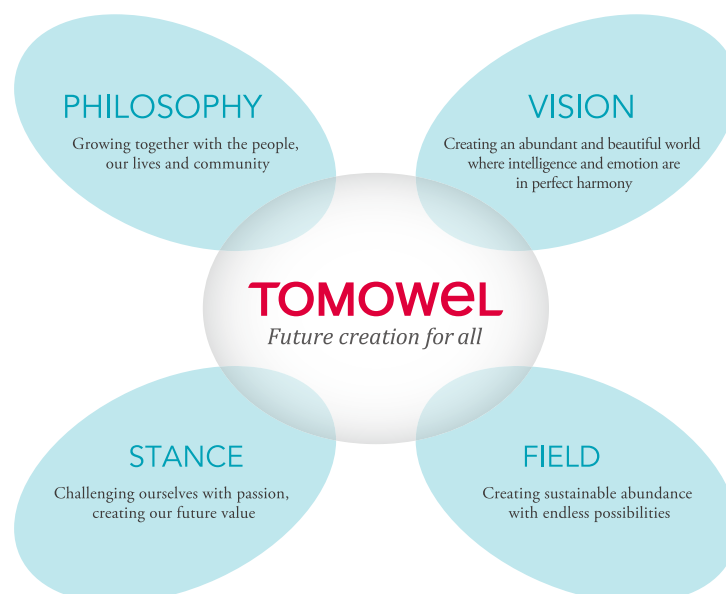 PHILOSOPHY
Growing together with the people,
our lives and community
VISION
Creating an abundant and beautiful world
where intelligence and emotion are
in perfect harmony
TOMOWEL
Future creation for all
STANCE
Challenging ourselves with passion,
creating our future value
FIELD
Creating sustainable abundance
with endless possibilities